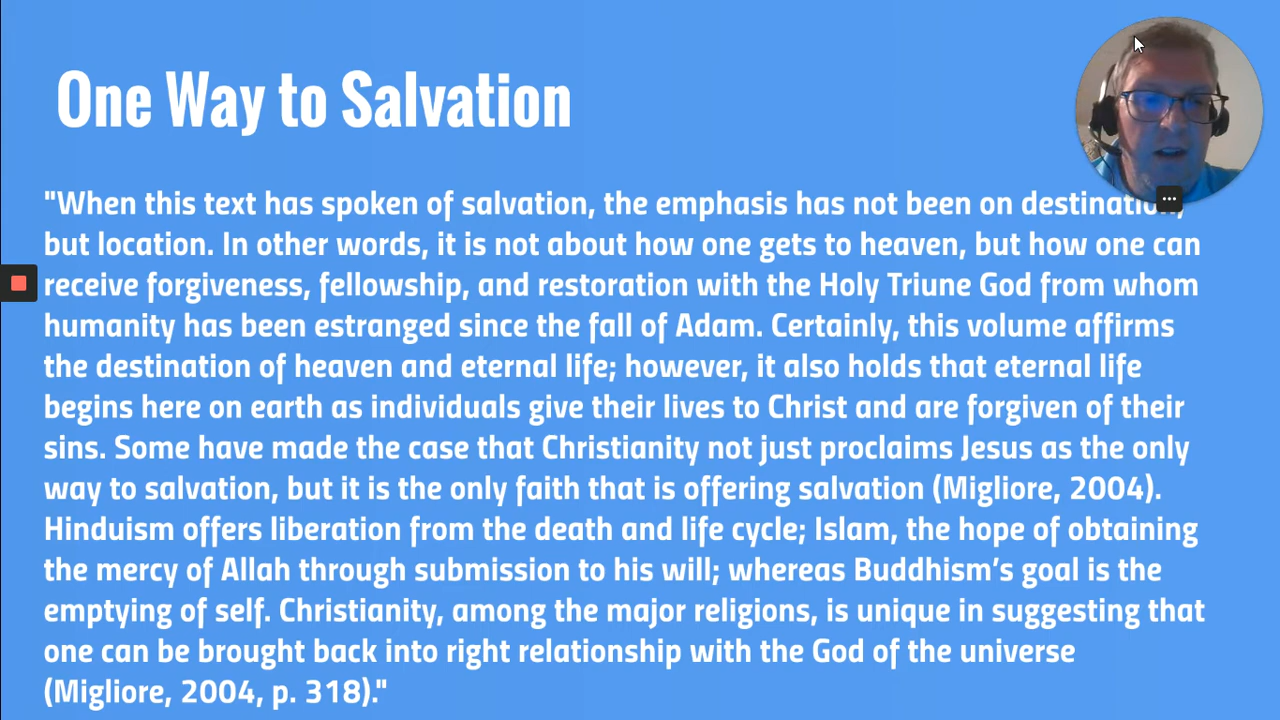 One Way to Salvation
"When this text has spoken of salvation, the emphasis has not been on destination,
but location. In other words, it is not about how one gets to heaven, but how one can
receive forgiveness, fellowship, and restoration with the Holy Triune God from whom
humanity has been estranged since the fall of Adam. Certainly, this volume affirms
the destination of heaven and eternal life; however, it also holds that eternal life
begins here on earth as individuals give their lives to Christ and are forgiven of their
sins. Some have made the case that Christianity not just proclaims Jesus as the only
way to salvation, but it is the only faith that is offering salvation (Migliore, 2004).
Hinduism offers liberation from the death and life cycle; Islam, the hope of obtaining
the mercy of Allah through submission to his will; whereas Buddhism’s goal is the
emptying of self. Christianity, among the major religions, is unique in suggesting that
one can be brought back into right relationship with the God of the universe
(Migliore, 2004, p. 318)."